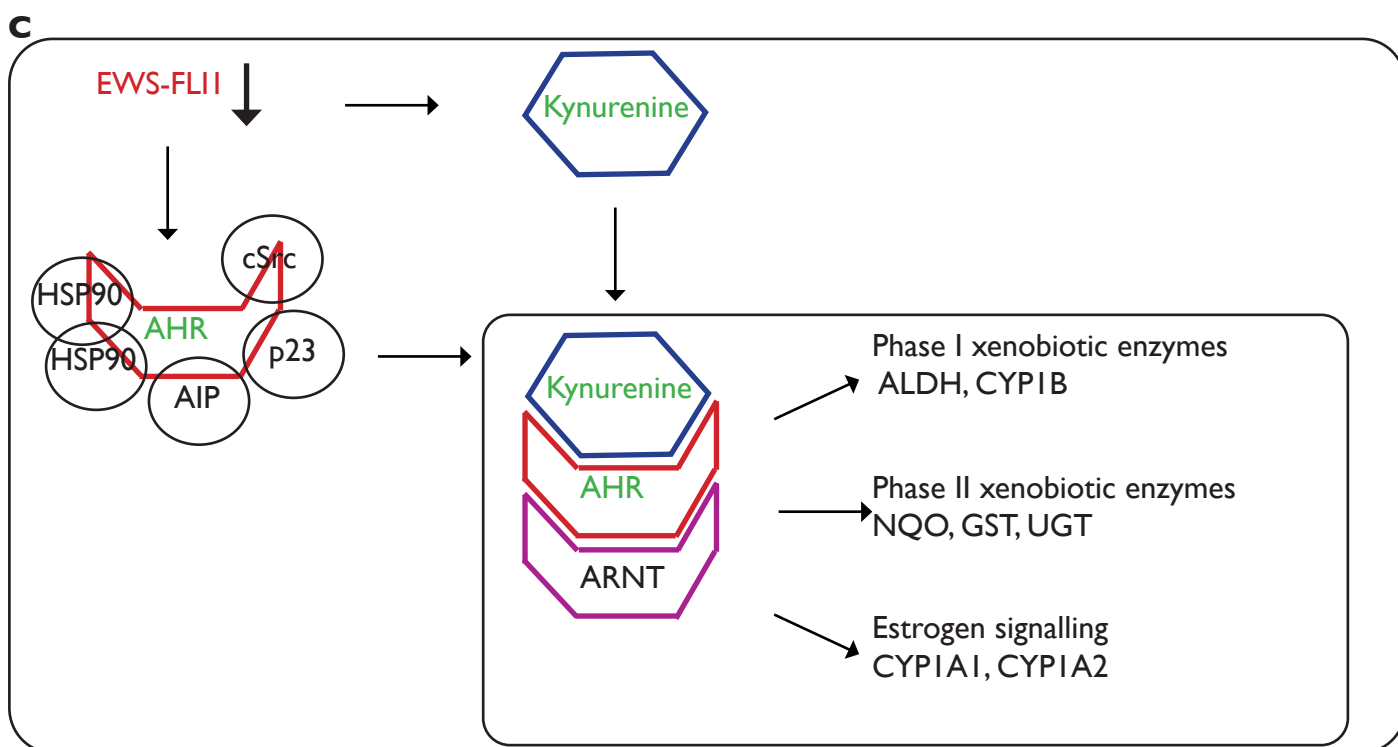 c
EWS-FLI1
Kynurenine
cSrc
HSP90
AHR
HSP90
p23
AIP
Kynurenine
AHR
ARNT
Phase I xenobiotic enzymes
ALDH, CYP1B
Phase II xenobiotic enzymes
NQO, GST, UGT
Estrogen signalling
CYP1A1, CYP1A2